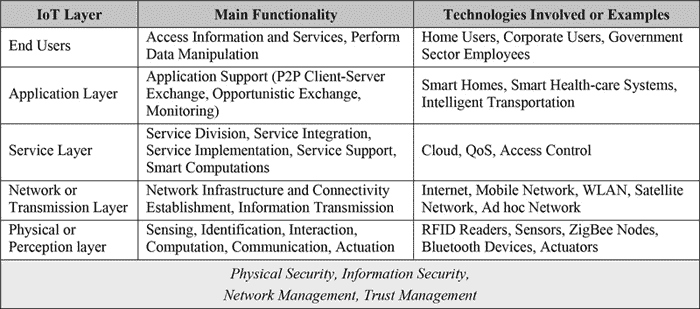 IoT Layer Main Functionality Technologies Involved or Examples
End Users
Access Information and Services, Perform
Data Manipulation
Home Users, Corporate Users, Government
Sector Employees
Application Layer
Application Support (P2P Client-Server
Exchange, Opportunistic Exchange,
Monitoring)
Smart Homes, Smart Health-care Systems,
Intelligent Transportation
Service Layer
Service Division, Service Integration,
Service Implementation, Service Support,
Smart Computations
Cloud, QoS, Access Control
Network or
Transmission Layer
Network Infrastructure and Connectivity
Establishment, Information Transmission
Internet, Mobile Network, WLAN, Satellite
Network, Ad hoc Network
Physical or
Perception layer
Sensing, Identification, Interaction,
Computation, Communication, Actuation
RFID Readers, Sensors, ZigBee Nodes,
Bluetooth Devices, Actuators
Physical Security, Information Security,
Network Management, Trust Management